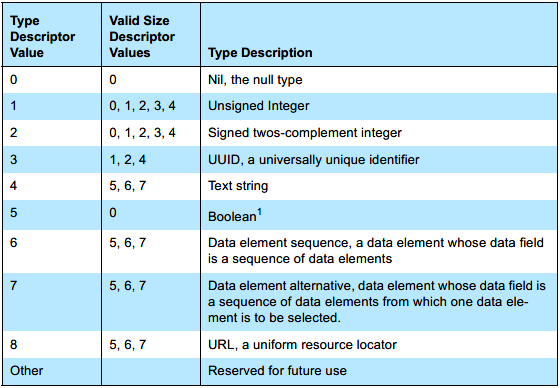 Type Descriptor Value
Valid Size Descriptor Values
Type Description
0 0 Nil, the null type
1 0, 1, 2, 3, 4 Unsigned Integer
2 0, 1, 2, 3, 4 Signed twos-complement integer
3 1, 2, 4 UUID, a universally unique identifier
4 5, 6, 7 Text string
5 0 Boolean1
6 5, 6, 7 Data element sequence, a data element whose data field
is a sequence of data elements
7 5, 6, 7 Data element alternative, data element whose data field is
a sequence of data elements from which one data ele-
ment is to be selected.
8 5, 6, 7 URL, a uniform resource locator
Other Reserved for future use